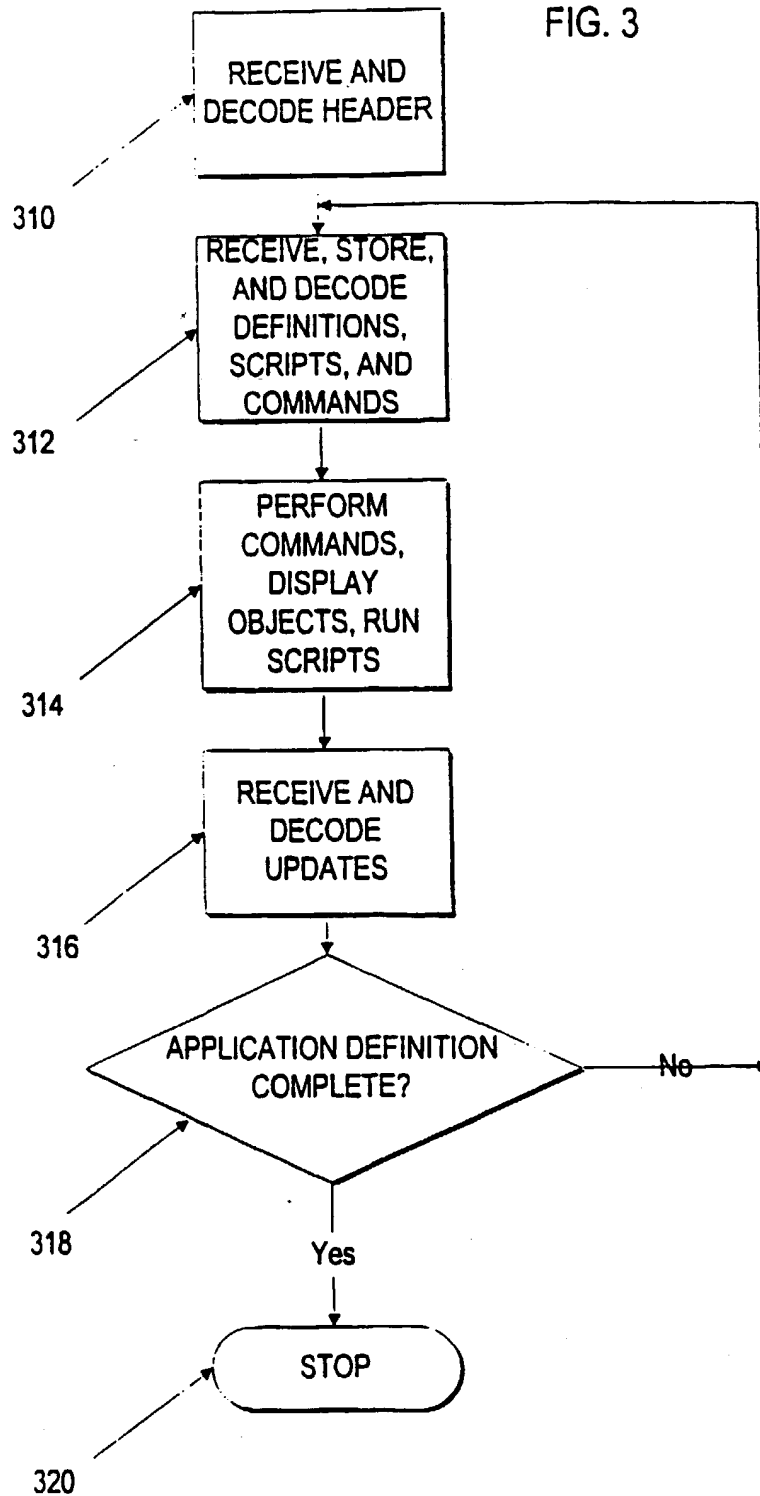 FIG. 3
RECEIVE AND
DECODE HEADER
310
RECEIVE, STORE,
AND DECODE
DEFINITIONS,
SCRIPTS, AND
COMMANDS
312
PERFORM
COMMANDS,
DISPLAY
OBJECTS, RUN
SCRIPTS
314
RECEIVE AND
DECODE
UPDATES
316
APPLICATION DEFINITION
COMPLETE?
No
318
Yes
STOP
320